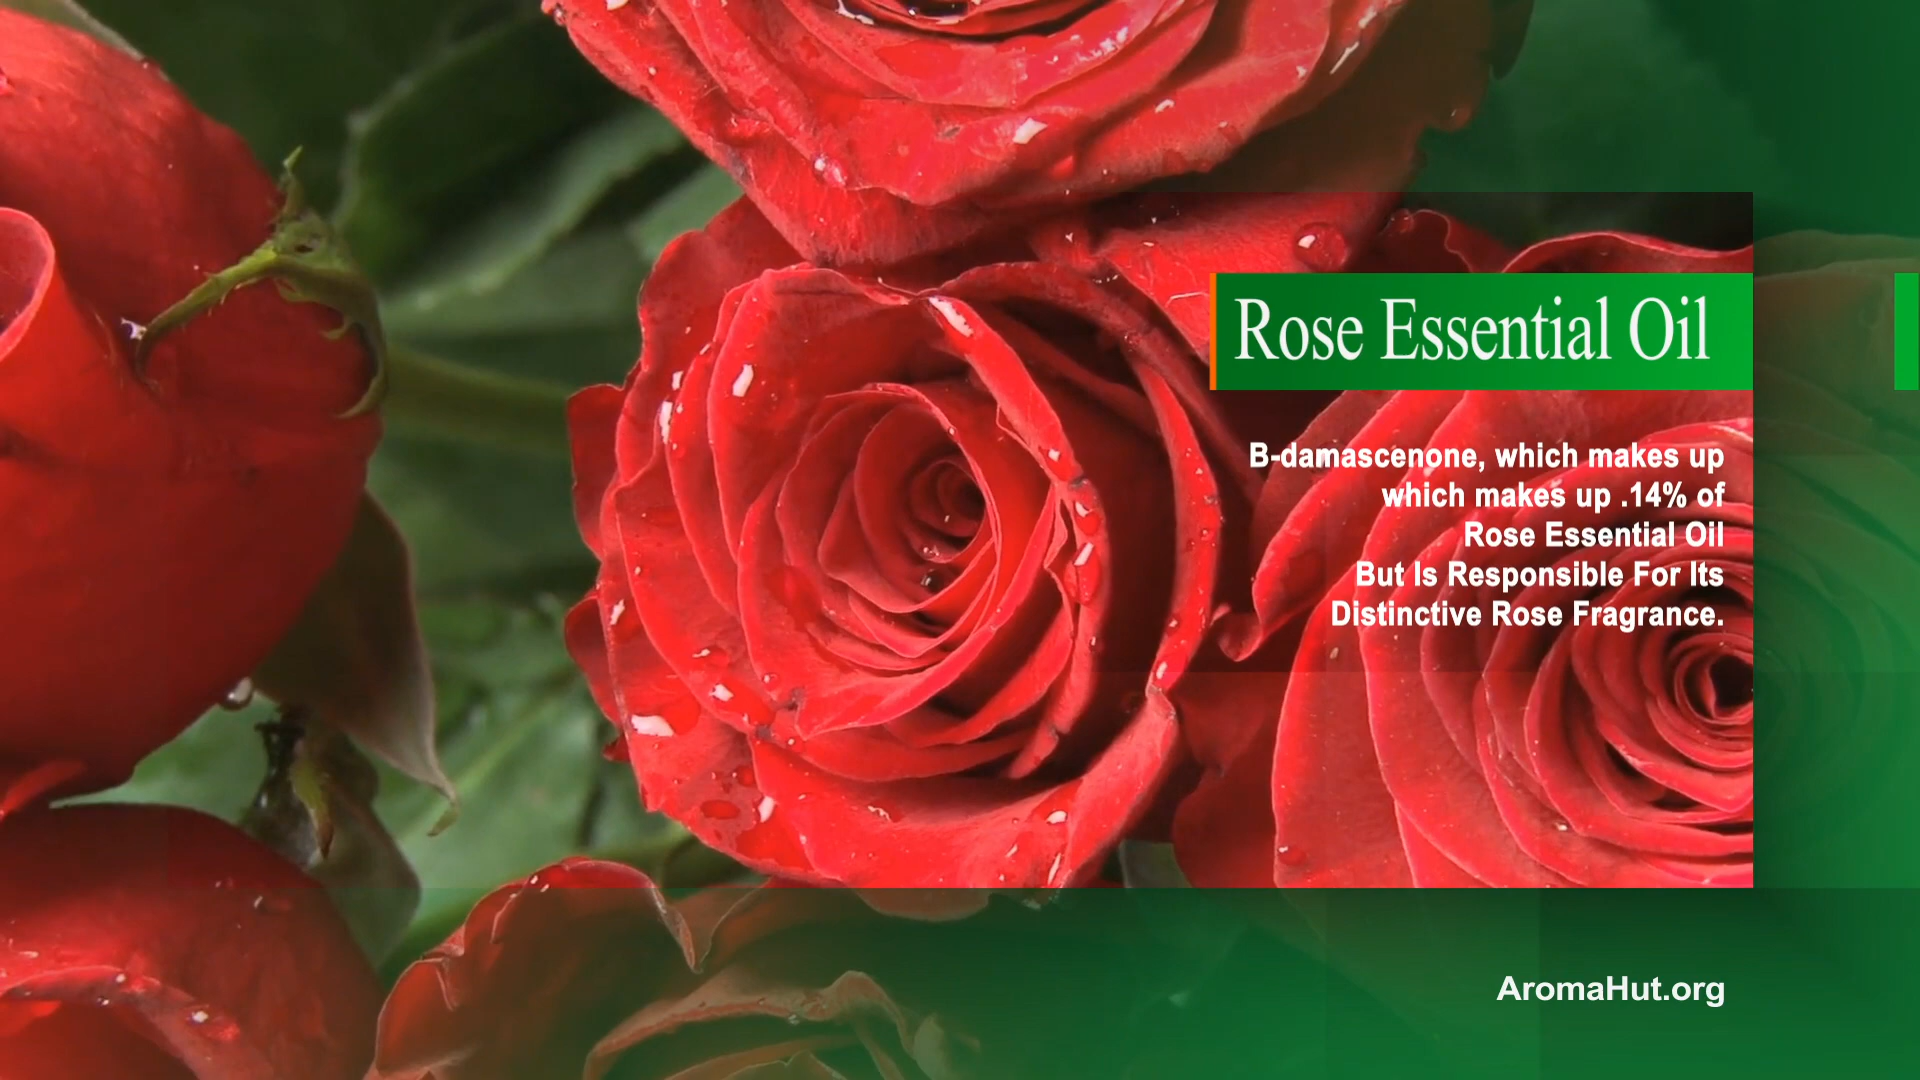 Rose Essential Oil
B-damascenone, which makes up
which makes up .14% of
Rose Essential Oil
But Is Responsible For Its
Distinctive Rose Fragrance.
AromaHut.org